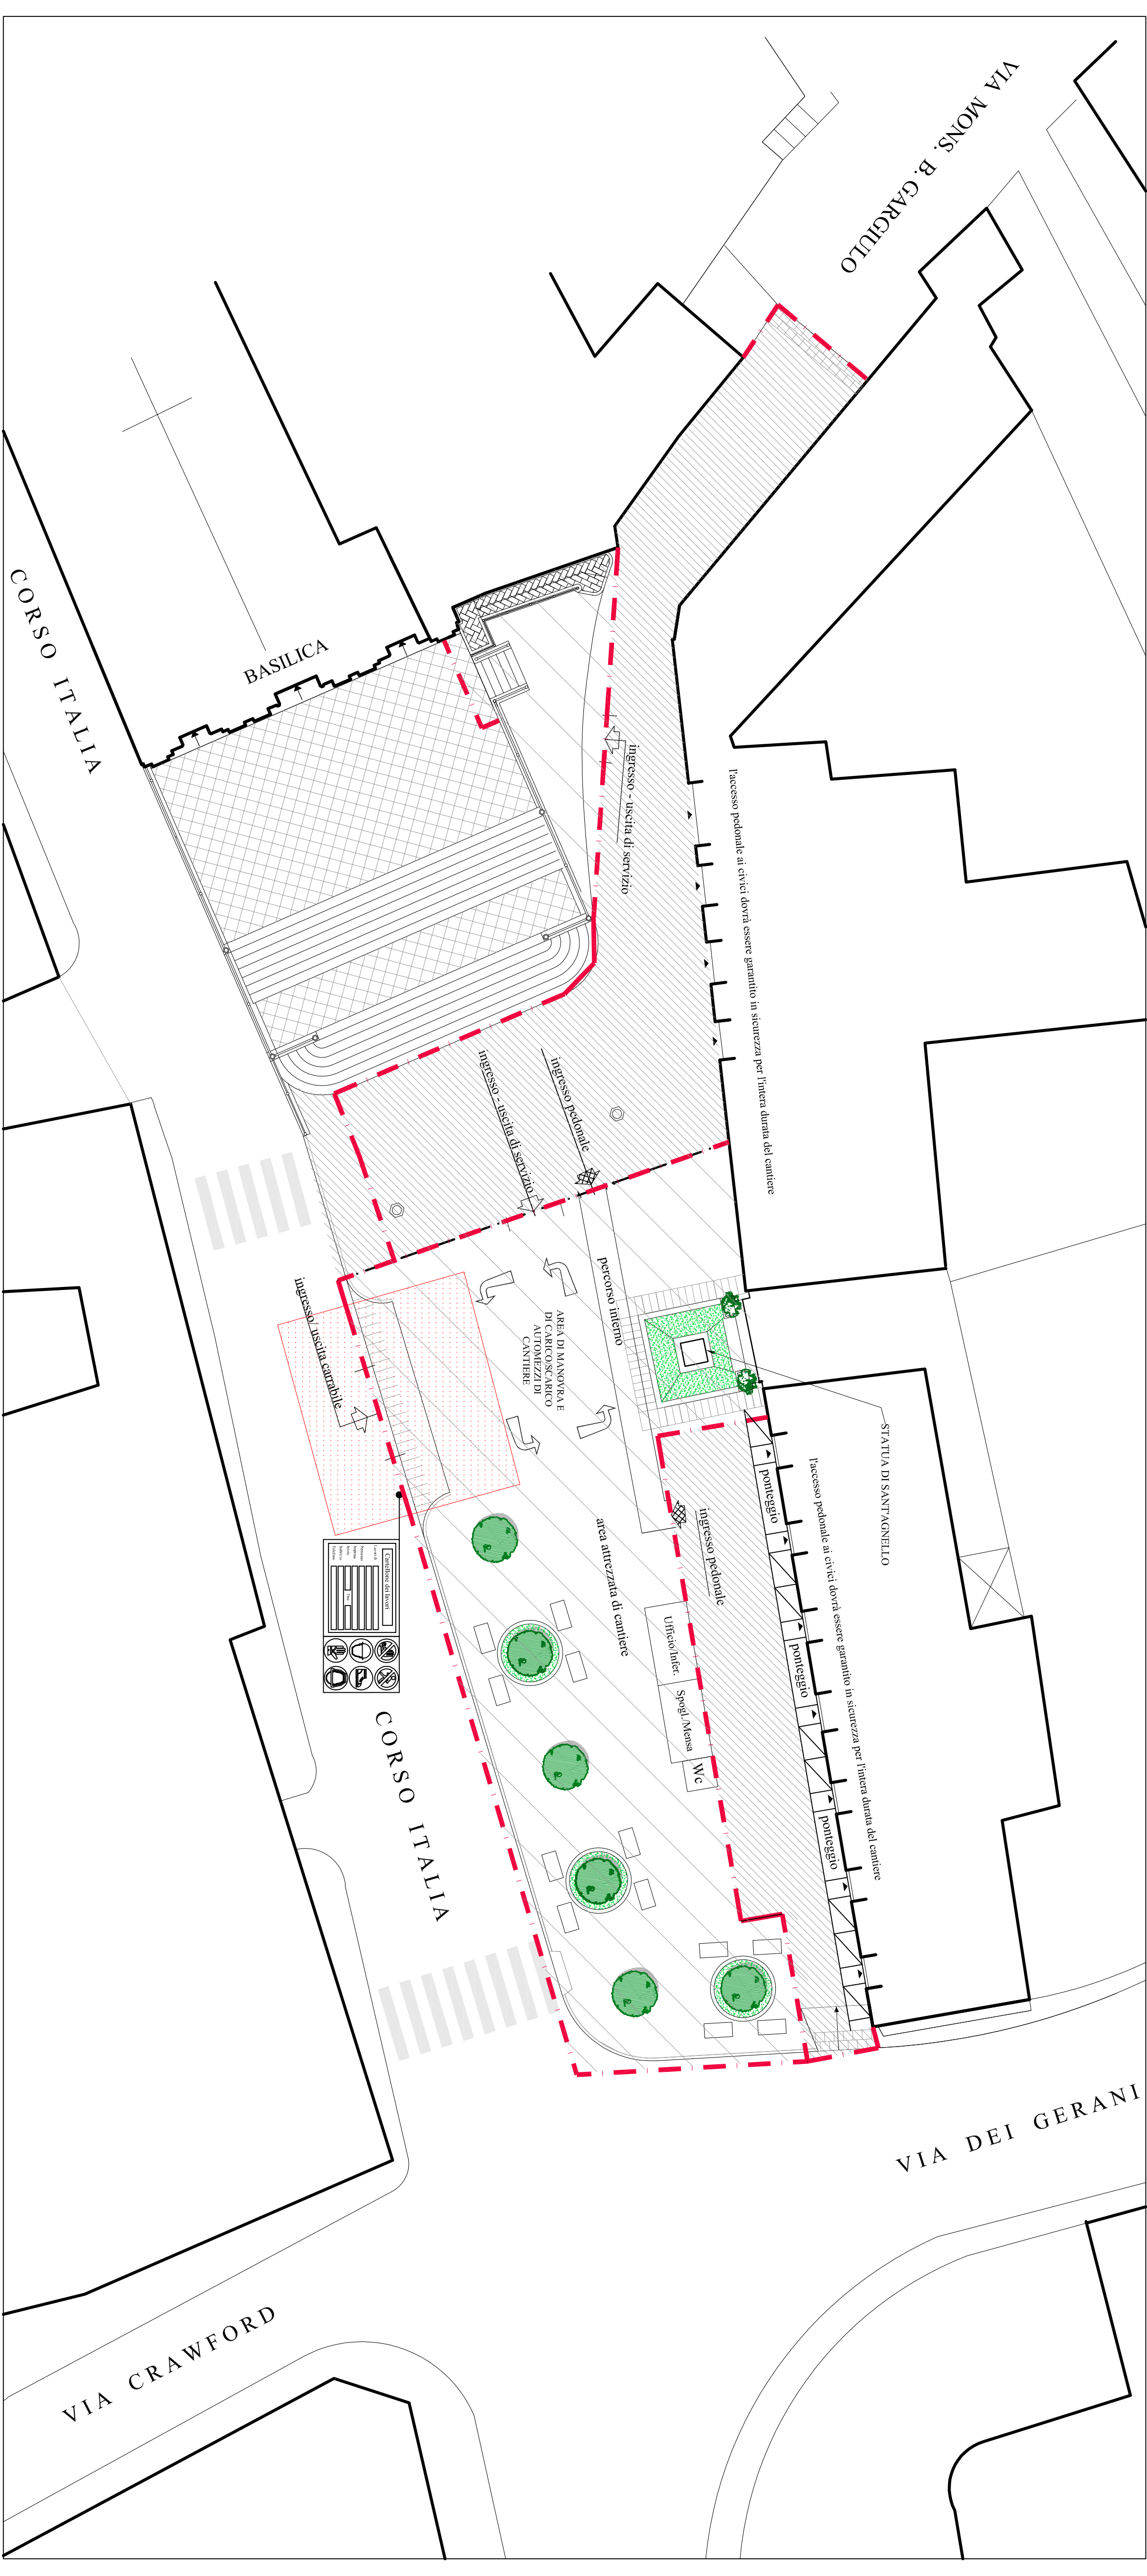 VIA MONS. B.GARGIULO
CORSO ITALIA
BASILICA
ingresso - uscita di servizio
l'accesso pedonale ai civici dovrà essere garantito in sicurezza per l'intera durata del cantiere
ingresso pedonale
ingresso - uscita di servizio
percorso interno
ingresso/ uscita carrabile
AREA DI MANOVRA E
DI CARICO/SCARICO
AUTOMEZZI DI
CANTIERE
STATUA DI SANT'AGNELLO
l'accesso pedonale ai civici dovrà essere garantito in sicurezza per l'intera durata del cantiere
ponteggio
ponteggio
ponteggio
ingresso pedonale
area attrezzata di cantiere
Ufficio/Infer.
Spogl./Mensa
Wc
Cartellone dei lavori
CORSO ITALIA
VIA DEI GERANI
VIA CRAWFORD